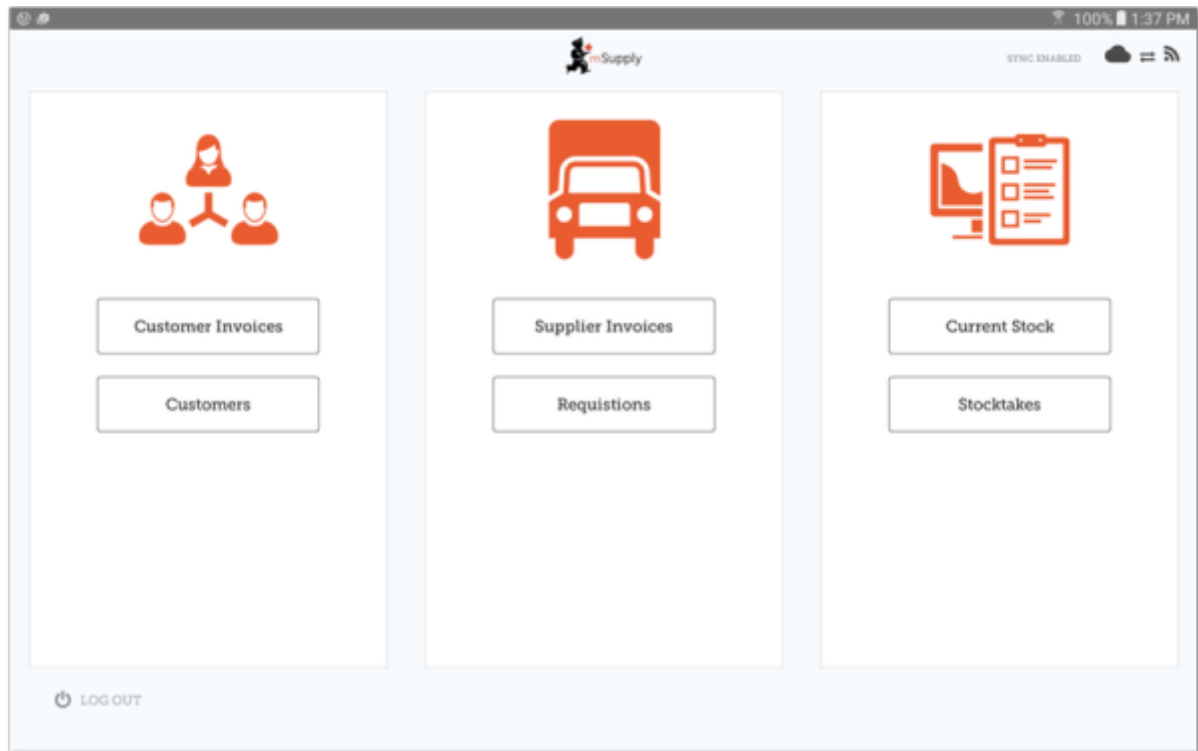 100% 1:37 PM
mSupply
SYNC ENABLED
Customer Invoices
Supplier Invoices
Current Stock
Customers
Requistions
Stocktakes
LOG OUT